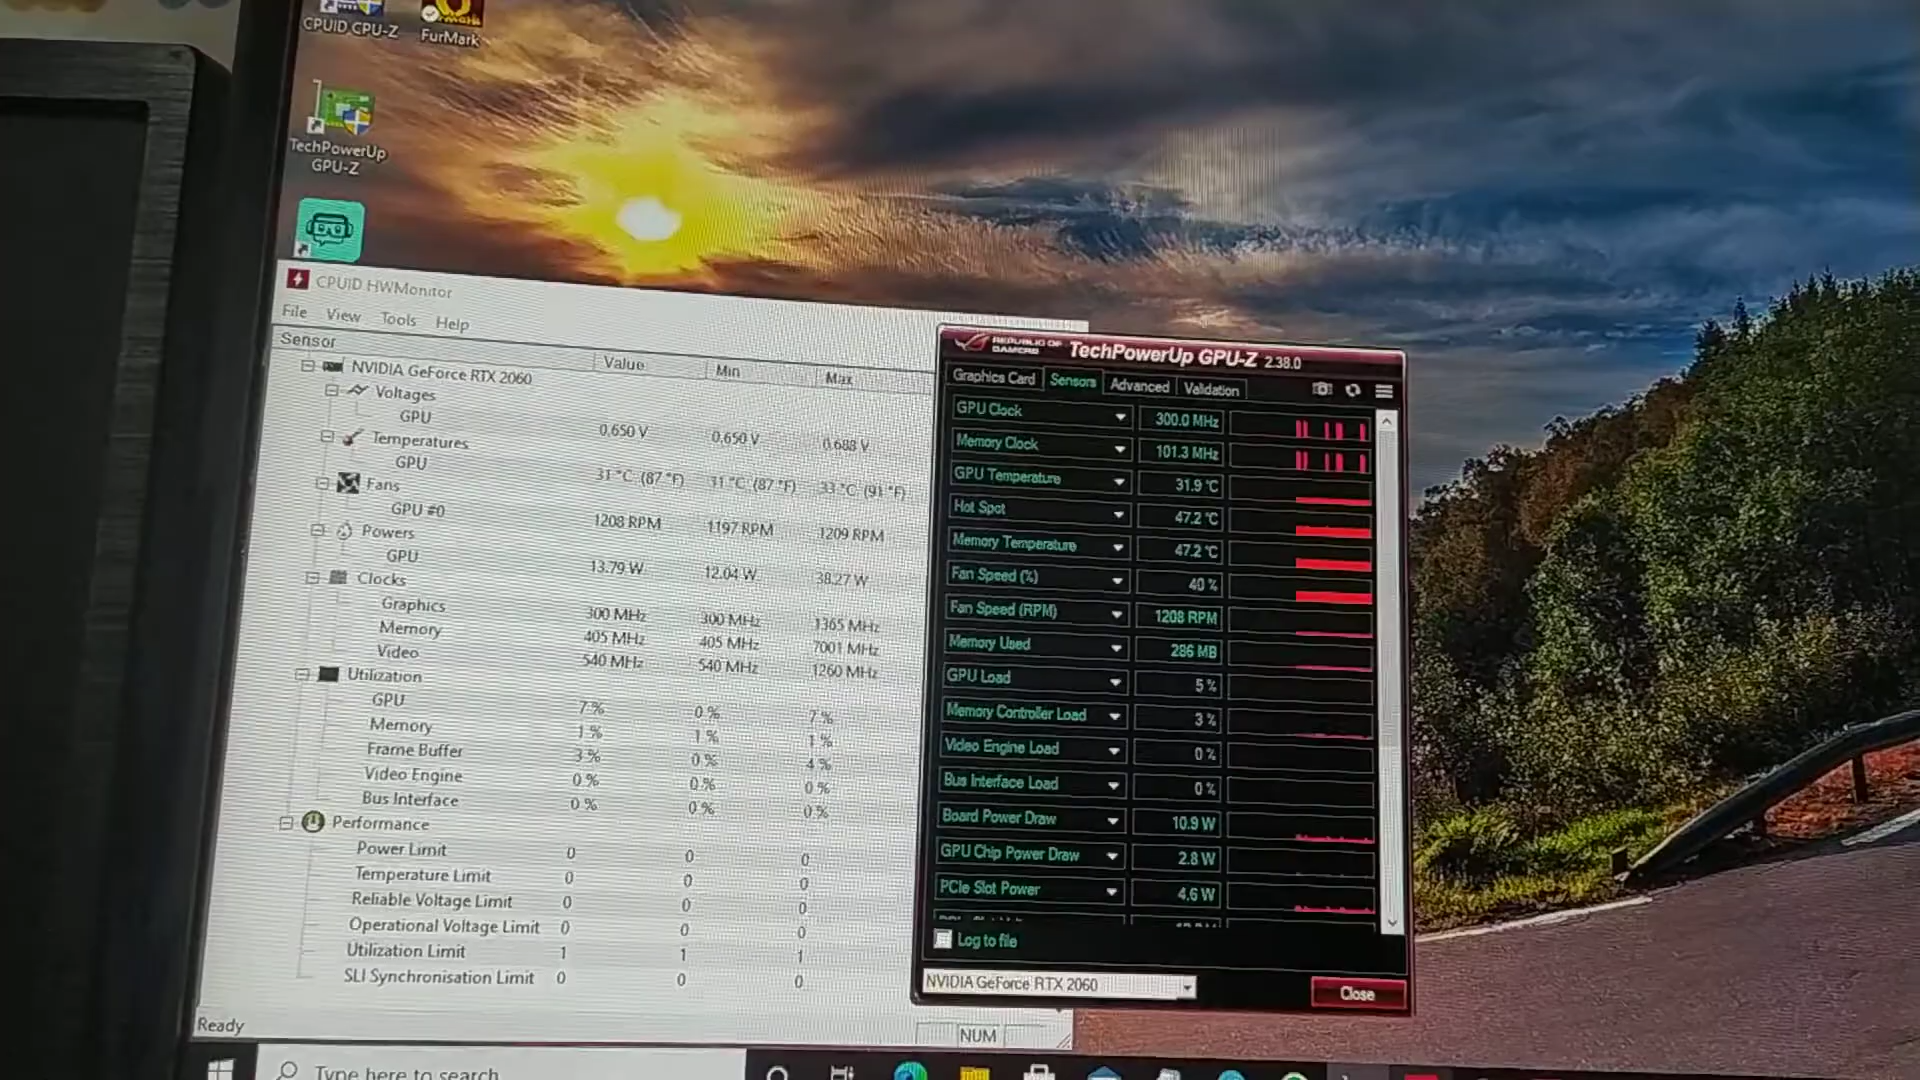 CPUID CPU-Z
FurMark
TechPowerUp
GPU-Z
CPUID HWMonitor
File View Tools Help
Sensor Value Min Max
NVIDIA GeForce RTX 2060
Voltages
GPU 0.650 V 0.650 V 0.688 V
Temperatures
GPU 31 °C (87 °F) 31 °C (87 °F) 33 °C (91 °F)
Fans
GPU #0 1208 RPM 1197 RPM 1209 RPM
Powers
GPU 13.79 W 12.04 W 38.27 W
Clocks
Graphics 300 MHz 300 MHz 1365 MHz
Memory 405 MHz 405 MHz 7001 MHz
Video 540 MHz 540 MHz 1260 MHz
Utilization
GPU 7 % 0 % 7 %
Memory 1 % 1 % 1 %
Frame Buffer 3 % 0 % 4 %
Video Engine 0 % 0 % 0 %
Bus Interface 0 % 0 % 0 %
Performance
Power Limit 0 0 0
Temperature Limit 0 0 0
Reliable Voltage Limit 0 0 0
Operational Voltage Limit 0 0 0
Utilization Limit 1 1 1
SLI Synchronisation Limit 0 0 0
Ready NUM
REPUBLIC OF
GAMERS
TechPowerUp GPU-Z 2.38.0
Graphics Card Sensors Advanced Validation
GPU Clock 300.0 MHz
Memory Clock 101.3 MHz
GPU Temperature 31.9 °C
Hot Spot 47.2 °C
Memory Temperature 47.2 °C
Fan Speed (%) 40 %
Fan Speed (RPM) 1208 RPM
Memory Used 286 MB
GPU Load 5 %
Memory Controller Load 3 %
Video Engine Load 0 %
Bus Interface Load 0 %
Board Power Draw 10.9 W
GPU Chip Power Draw 2.8 W
PCIe Slot Power 4.6 W
Log to file
NVIDIA GeForce RTX 2060
Close
Type here to search